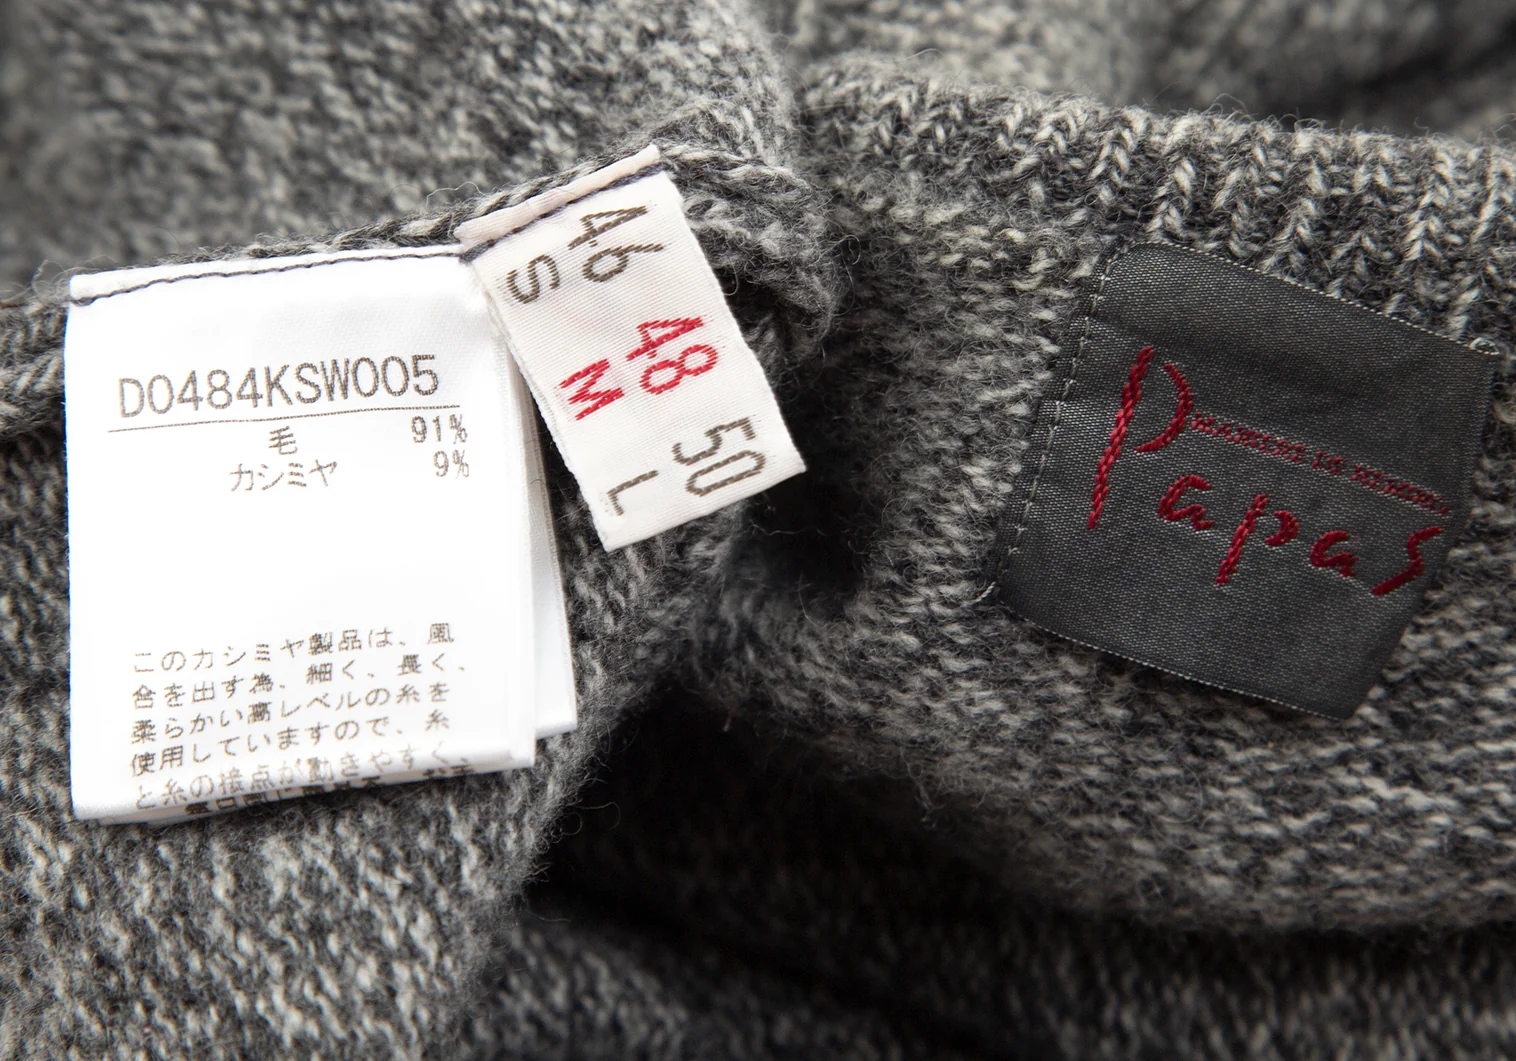 D0484KSW005
毛 91%
カシミヤ 9%
このカシミヤ製品は、風
合を出す為、細く、長く、
柔らかい高レベルの糸を
使用していますので、糸
と糸の接点が動きやすく、
46 48 50
S M L
Papas